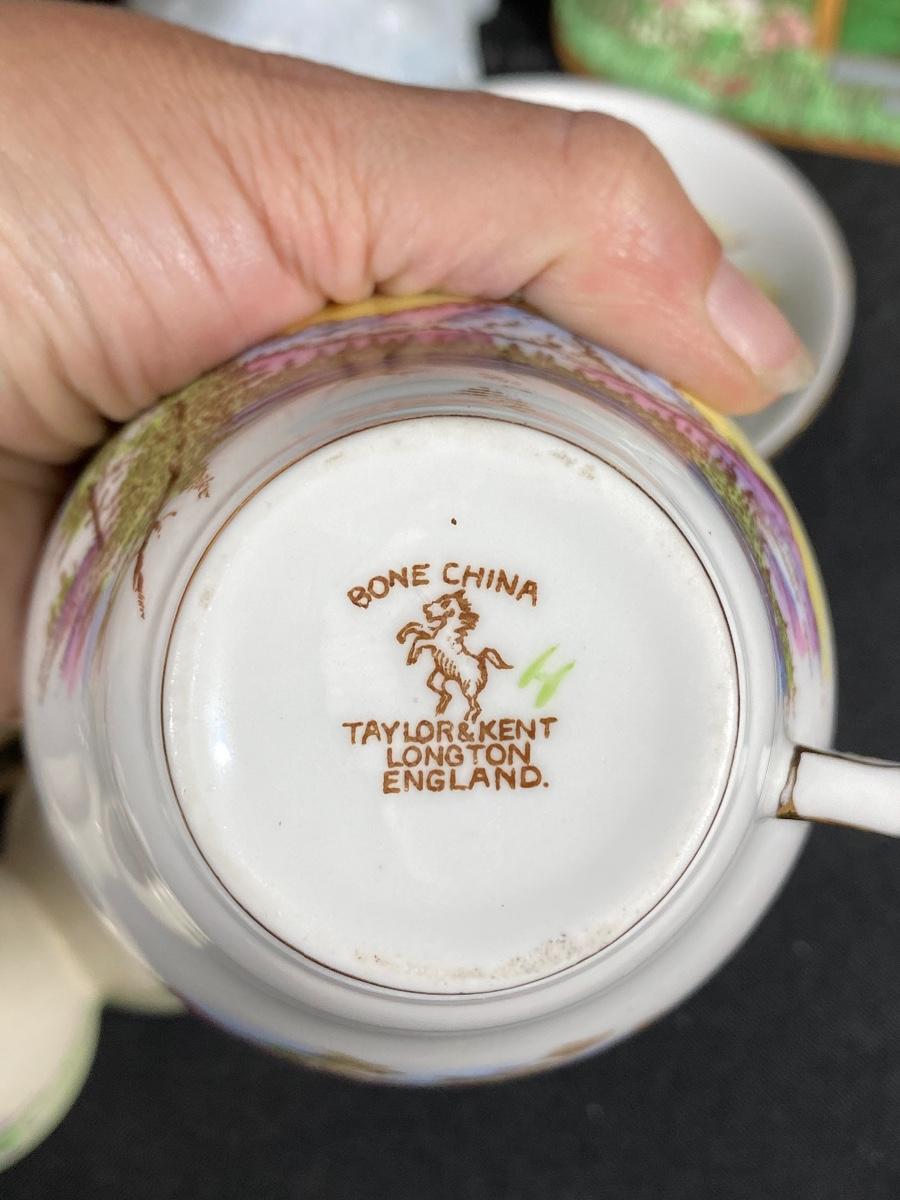 BONE CHINA
H
TAYLOR & KENT
LONGTON
ENGLAND.